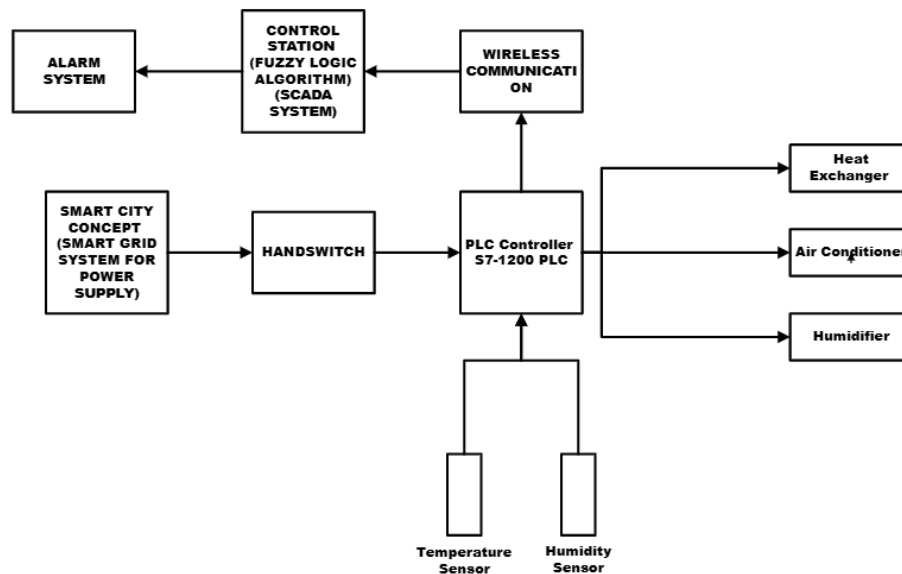 ALARM
SYSTEM
CONTROL
STATION
(FUZZY LOGIC
ALGORITHM)
(SCADA
SYSTEM)
WIRELESS
COMMUNICATI
ON
Heat
Exchanger
SMART CITY
CONCEPT
(SMART GRID
SYSTEM FOR
POWER
SUPPLY)
HANDSWITCH
PLC Controller
S7-1200 PLC
Air Conditioner
Humidifier
Temperature
Sensor
Humidity
Sensor